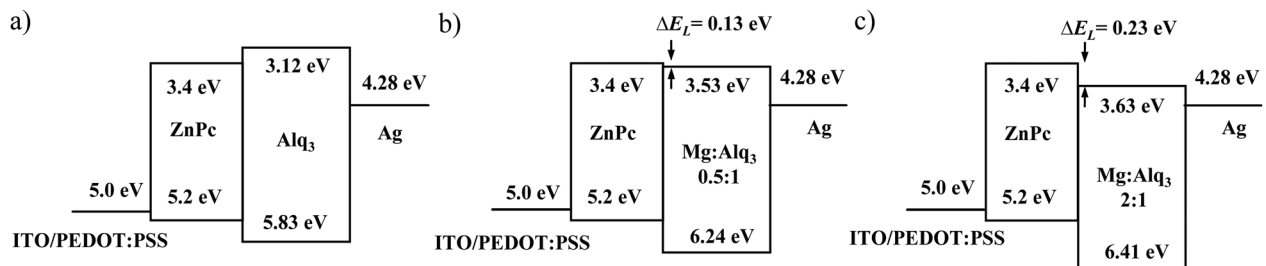 a)
3.4 eV
ZnPc
5.2 eV
3.12 eV
Alq3
5.83 eV
4.28 eV
Ag
5.0 eV
ITO/PEDOT:PSS
b)
ΔEL= 0.13 eV
3.4 eV
ZnPc
5.2 eV
3.53 eV
Mg:Alq3
0.5:1
6.24 eV
4.28 eV
Ag
5.0 eV
ITO/PEDOT:PSS
c)
ΔEL= 0.23 eV
3.4 eV
ZnPc
5.2 eV
3.63 eV
Mg:Alq3
2:1
6.41 eV
4.28 eV
Ag
5.0 eV
ITO/PEDOT:PSS